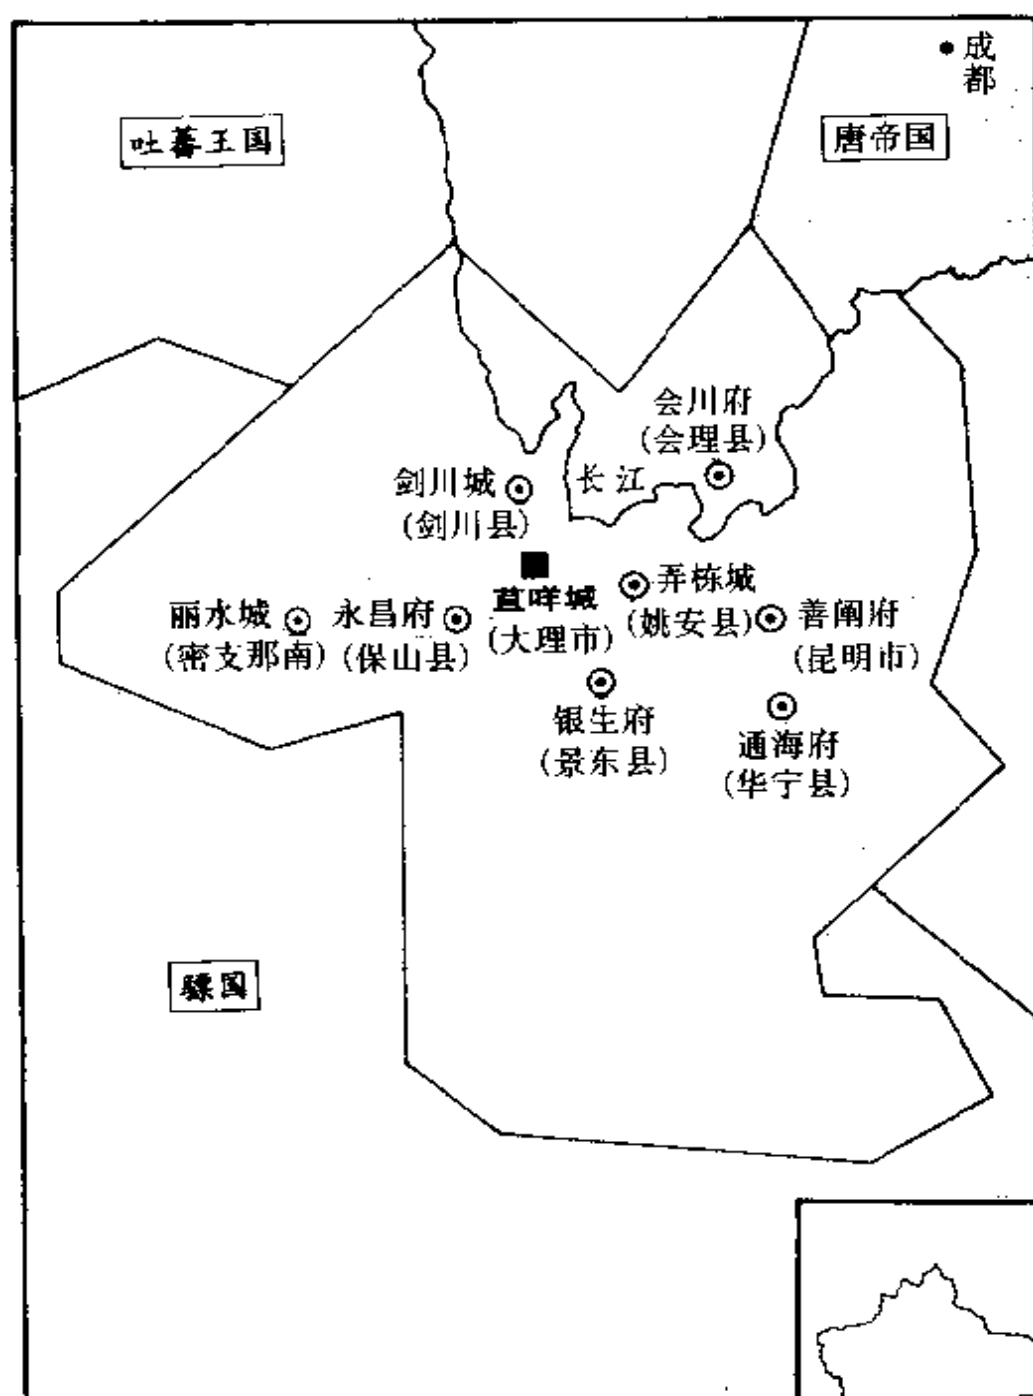 成都
吐蕃王国
唐帝国
会川府
(会理县)
剑川城
(剑川县)
长江
苴咩城
(大理市)
弄栋城
(姚安县)
丽水城
(密支那南)
永昌府
(保山县)
善阐府
(昆明市)
银生府
(景东县)
通海府
(华宁县)
骠国